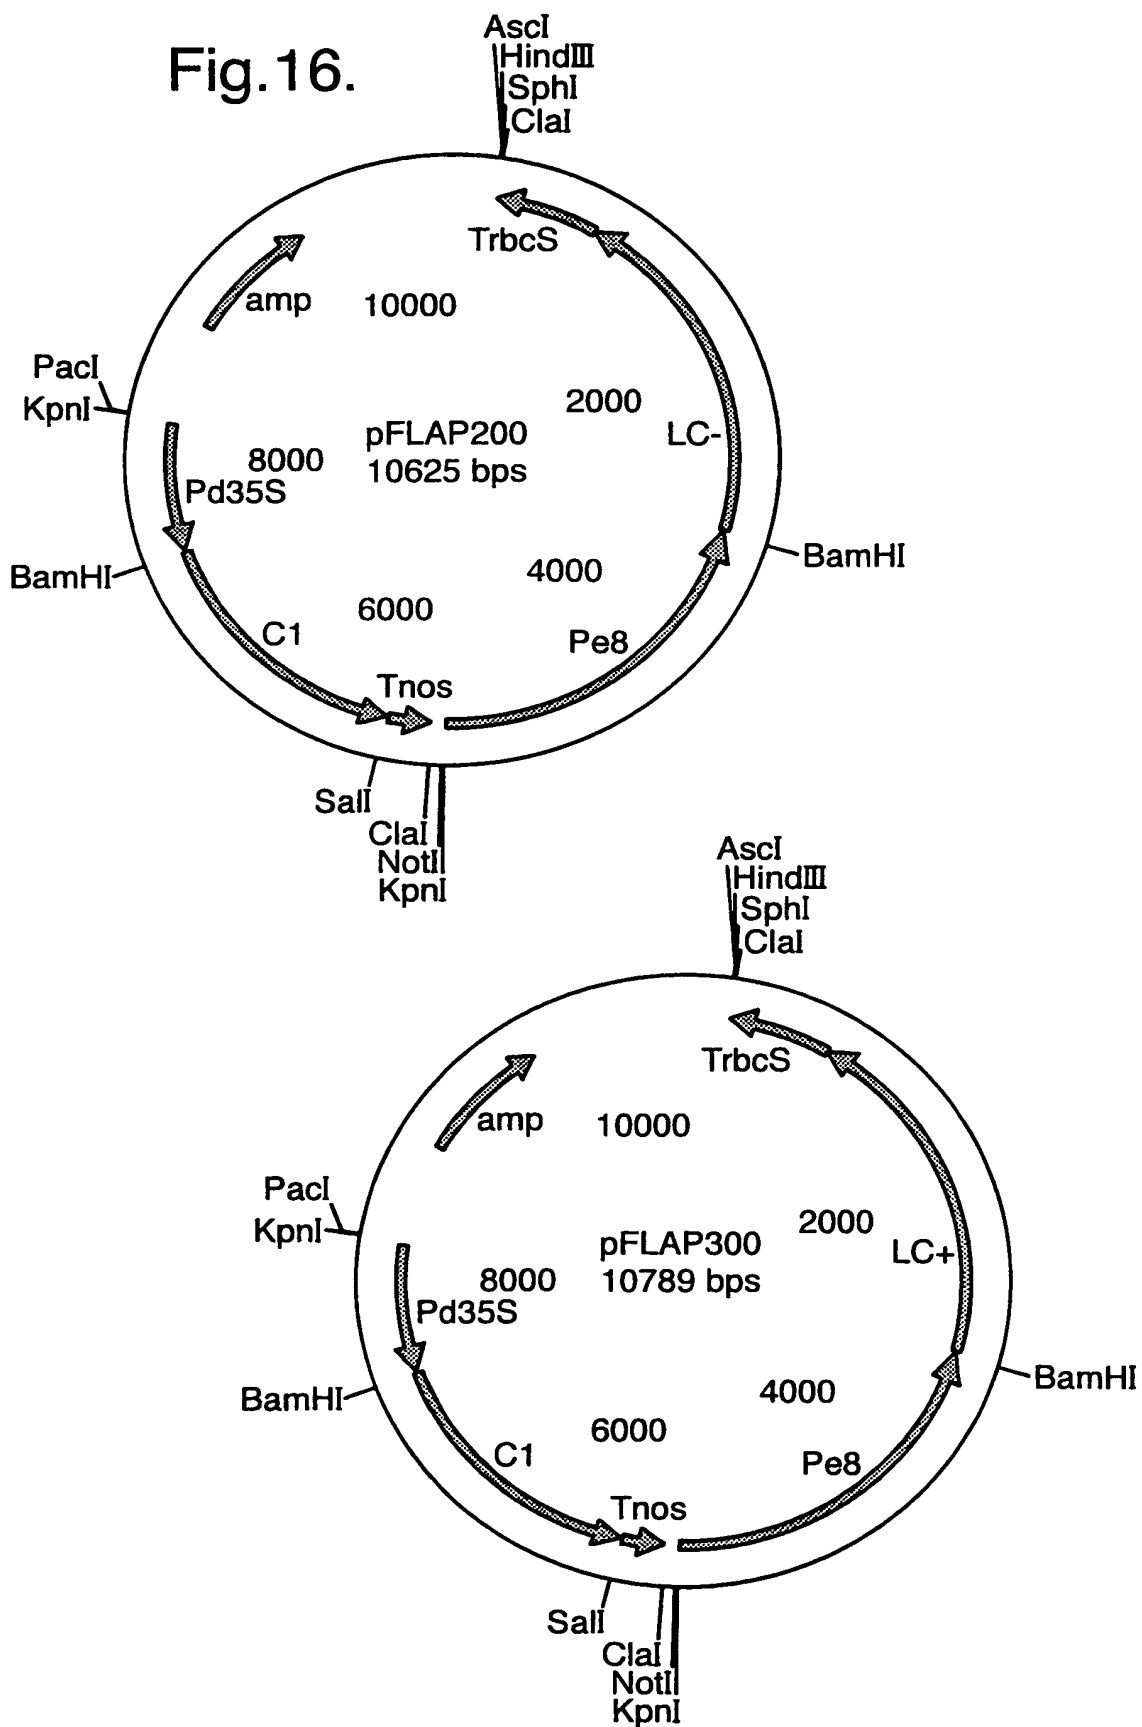 Fig.16.
AscI
HindIII
SphI
ClaI
TrbcS
amp
10000
PacI
KpnI
2000
LC-
pFLAP200
10625 bps
8000
Pd35S
BamHI
BamHI
4000
6000
C1
Pe8
Tnos
SalI
ClaI
NotI
KpnI
AscI
HindIII
SphI
ClaI
TrbcS
amp
10000
PacI
KpnI
2000
LC+
pFLAP300
10789 bps
8000
Pd35S
BamHI
BamHI
4000
6000
C1
Pe8
Tnos
SalI
ClaI
NotI
KpnI